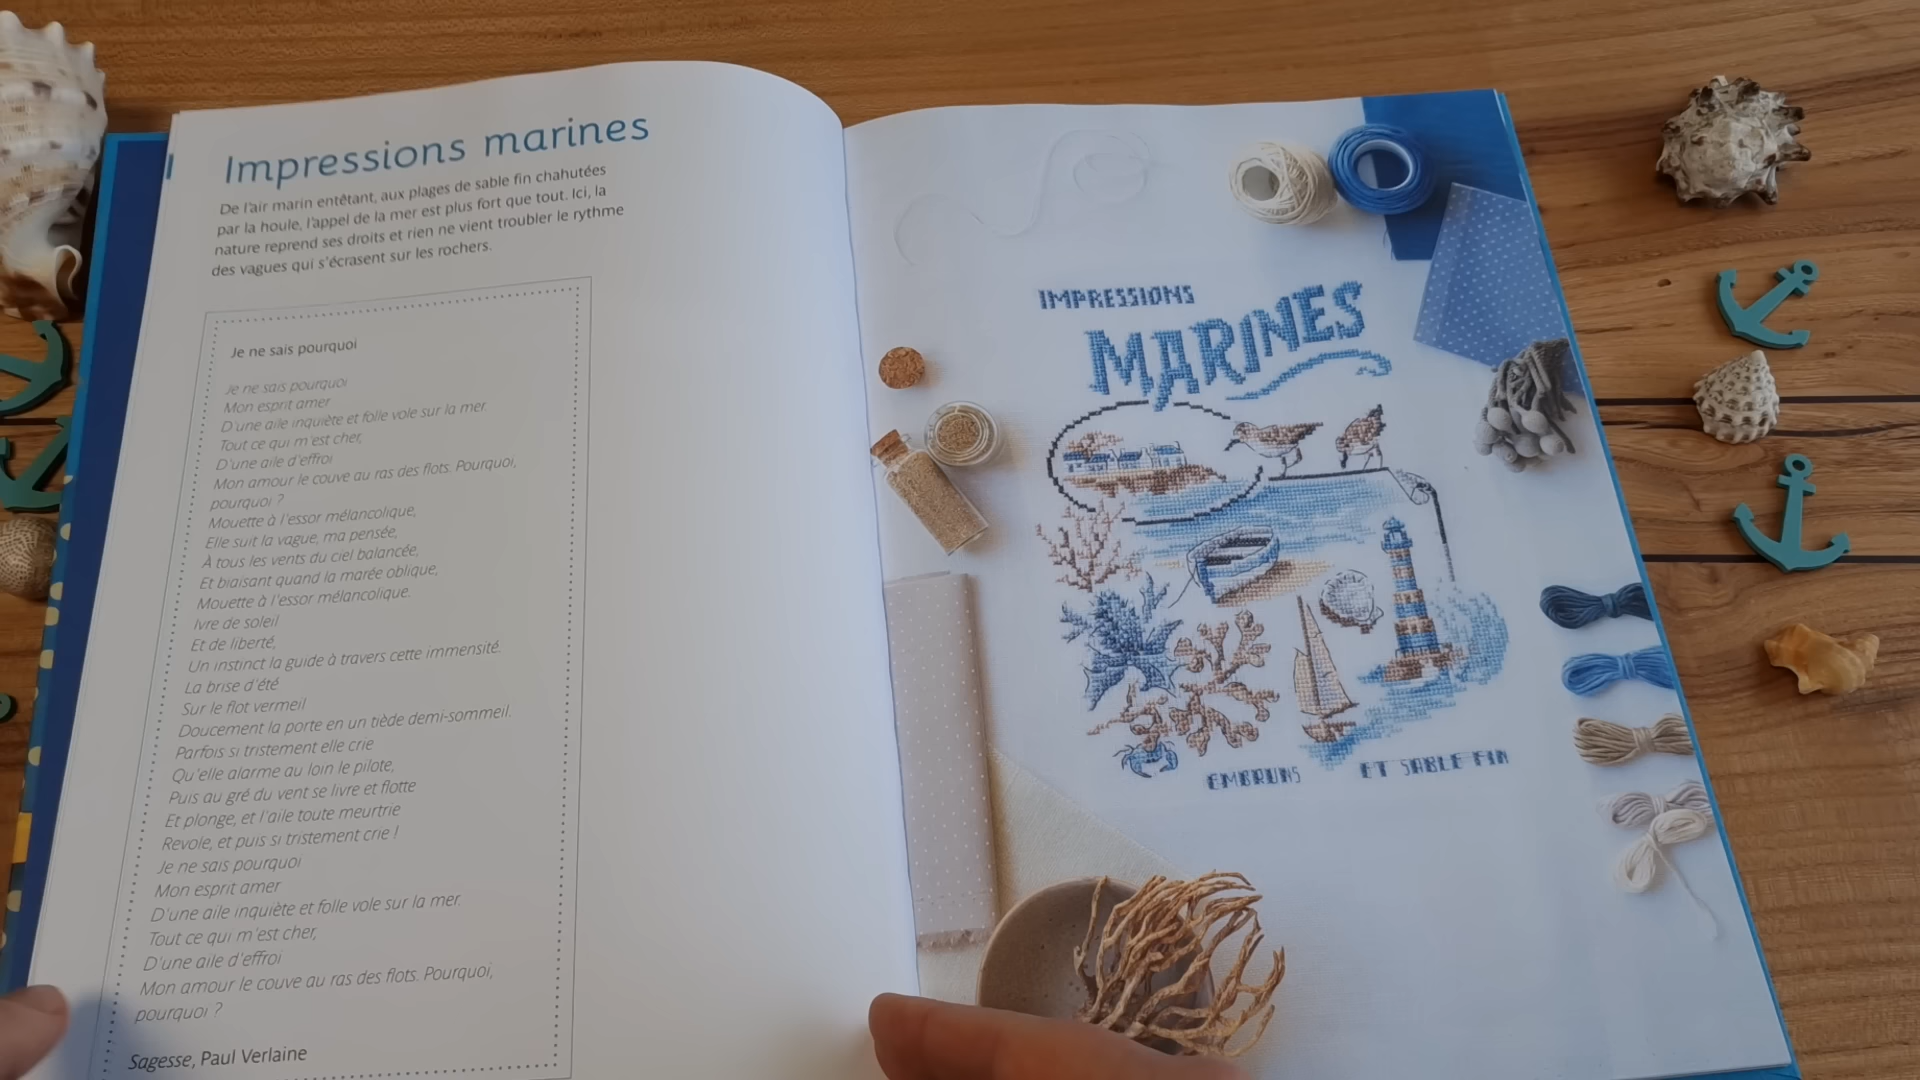 Impressions marines
De l'air marin entêtant, aux plages de sable fin chahutées
par la houle, l'appel de la mer est plus fort que tout. Ici, la
nature reprend ses droits et rien ne vient troubler le rythme
des vagues qui s'écrasent sur les rochers.
Je ne sais pourquoi
Je ne sais pourquoi
Mon esprit amer
D'une aile inquiète et folle vole sur la mer.
Tout ce qui m'est cher,
D'une aile d'effroi
Mon amour le couve au ras des flots. Pourquoi,
pourquoi ?
Mouette à l'essor mélancolique,
Elle suit la vague, ma pensée,
À tous les vents du ciel balancée,
Et biaisant quand la marée oblique,
Mouette à l'essor mélancolique.
Ivre de soleil
Et de liberté,
Un instinct la guide à travers cette immensité.
La brise d'été
Sur le flot vermeil
Doucement la porte en un tiède demi-sommeil.
Parfois si tristement elle crie
Qu'elle alarme au loin le pilote,
Puis au gré du vent se livre et flotte
Et plonge, et l'aile toute meurtrie
Revole, et puis si tristement crie !
Je ne sais pourquoi
Mon esprit amer
D'une aile inquiète et folle vole sur la mer.
Tout ce qui m'est cher,
D'une aile d'effroi
Mon amour le couve au ras des flots. Pourquoi,
pourquoi ?
Sagesse, Paul Verlaine
IMPRESSIONS
MARINES
EMBRUNS ET SABLE FIN